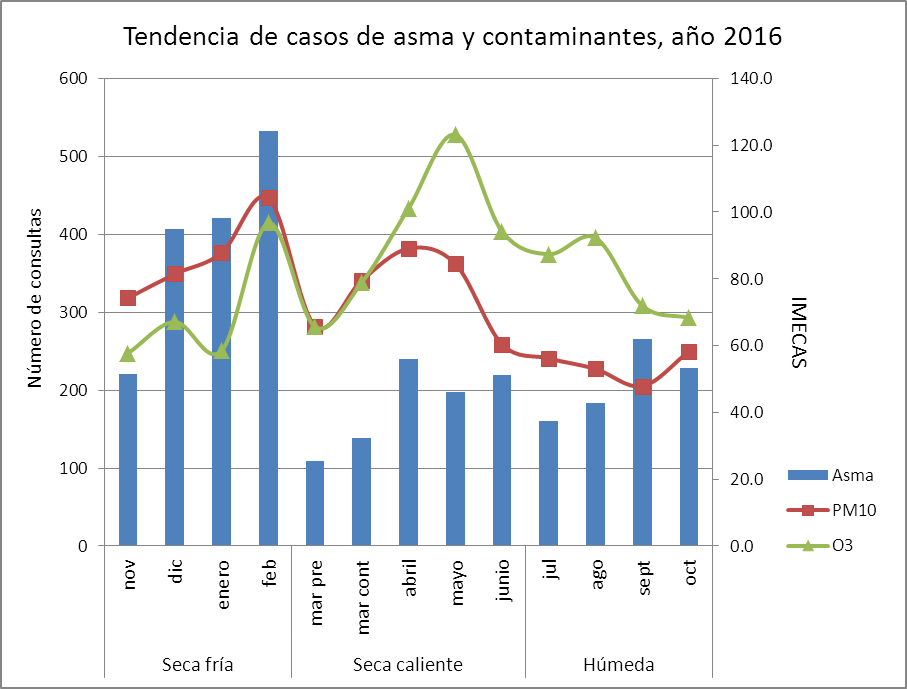 Tendencia de casos de asma y contaminantes, año 2016
Número de consultas
600
500
400
300
200
100
0
140.0
120.0
100.0
80.0
60.0
40.0
20.0
0.0
IMECAS
nov
dic
enero
feb
mar pre
mar cont
abril
mayo
junio
jul
ago
sept
oct
Seca fría
Seca caliente
Húmeda
Asma
PM10
O3